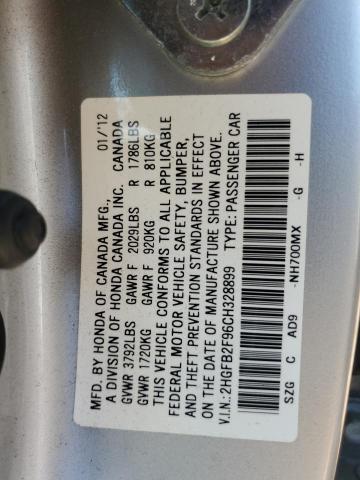 MFD. BY HONDA OF CANADA MFG., 01/'12
A DIVISION OF HONDA CANADA INC. CANADA
GVWR 3792LBS GAWR F 2029LBS R 1786LBS
GVWR 1720KG GAWR F 920KG R 810KG
THIS VEHICLE CONFORMS TO ALL APPLICABLE
FEDERAL MOTOR VEHICLE SAFETY, BUMPER,
AND THEFT PREVENTION STANDARDS IN EFFECT
ON THE DATE OF MANUFACTURE SHOWN ABOVE.
V.I.N.: 2HGFB2F96CH328899 TYPE: PASSENGER CAR
SZG C AD9 -NH700MX -G -H